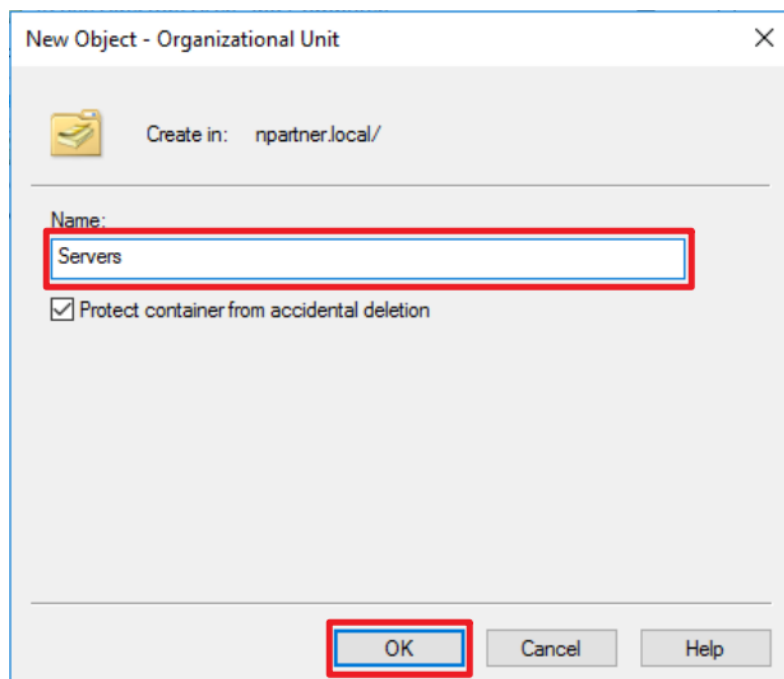 New Object - Organizational Unit
Create in: npartner.local/
Name:
Servers
Protect container from accidental deletion
OK Cancel Help